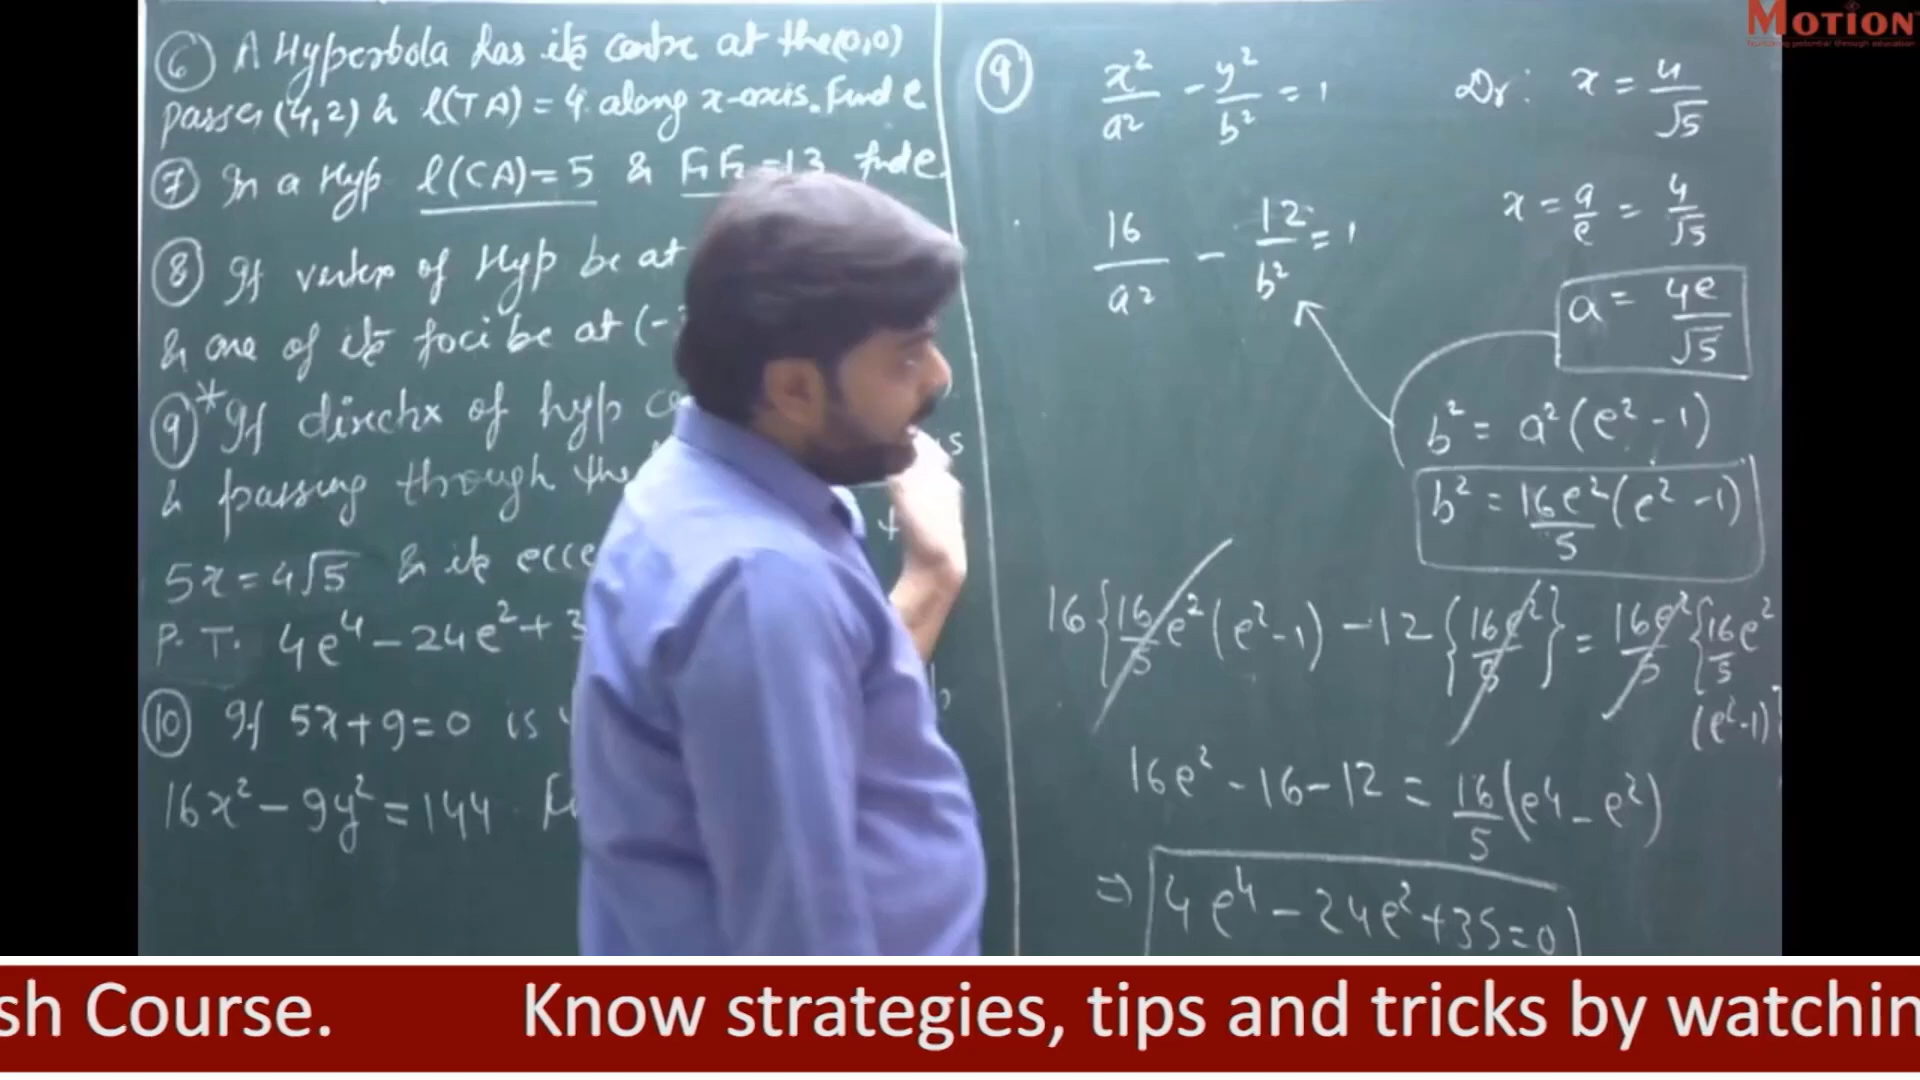 MOTION
Nurturing potential through education
⑥ A Hyperbola has its centre at the (0,0)
passes (4,2) & l(TA) = 4 along x-axis. Find e
⑦ In a Hyp l(CA) = 5 & F₁F₂ = 13 find e
⑧ If vertex of Hyp be at
& one of its foci be at (-
⑨* If directx of hyp
& passing through the
5x = 4√5 & its ecce
P.T. 4e⁴ - 24e² + 3
⑩ If 5x + 9 = 0 is
16x² - 9y² = 144
⑨ x²/a² - y²/b² = 1
Dr: x = 4/√5
16/a² - 12/b² = 1
x = a/e = 4/√5
a = 4e/√5
b² = a²(e² - 1)
b² = 16e²/5 (e² - 1)
16{16/5 e²(e² - 1) - 12{16e²/5} = 16e²/5 {16e²/5
(e² - 1)}
16e² - 16 - 12 = 16/5 (e⁴ - e²)
⇒ 4e⁴ - 24e² + 35 = 0
sh Course. Know strategies, tips and tricks by watchin